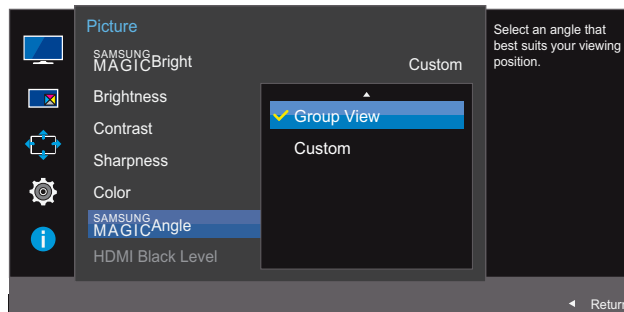 Picture
SAMSUNG
MAGICBright Custom
Brightness
Contrast
Sharpness
Color
SAMSUNG
MAGICAngle
HDMI Black Level
Group View
Custom
Select an angle that
best suits your viewing
position.
Return